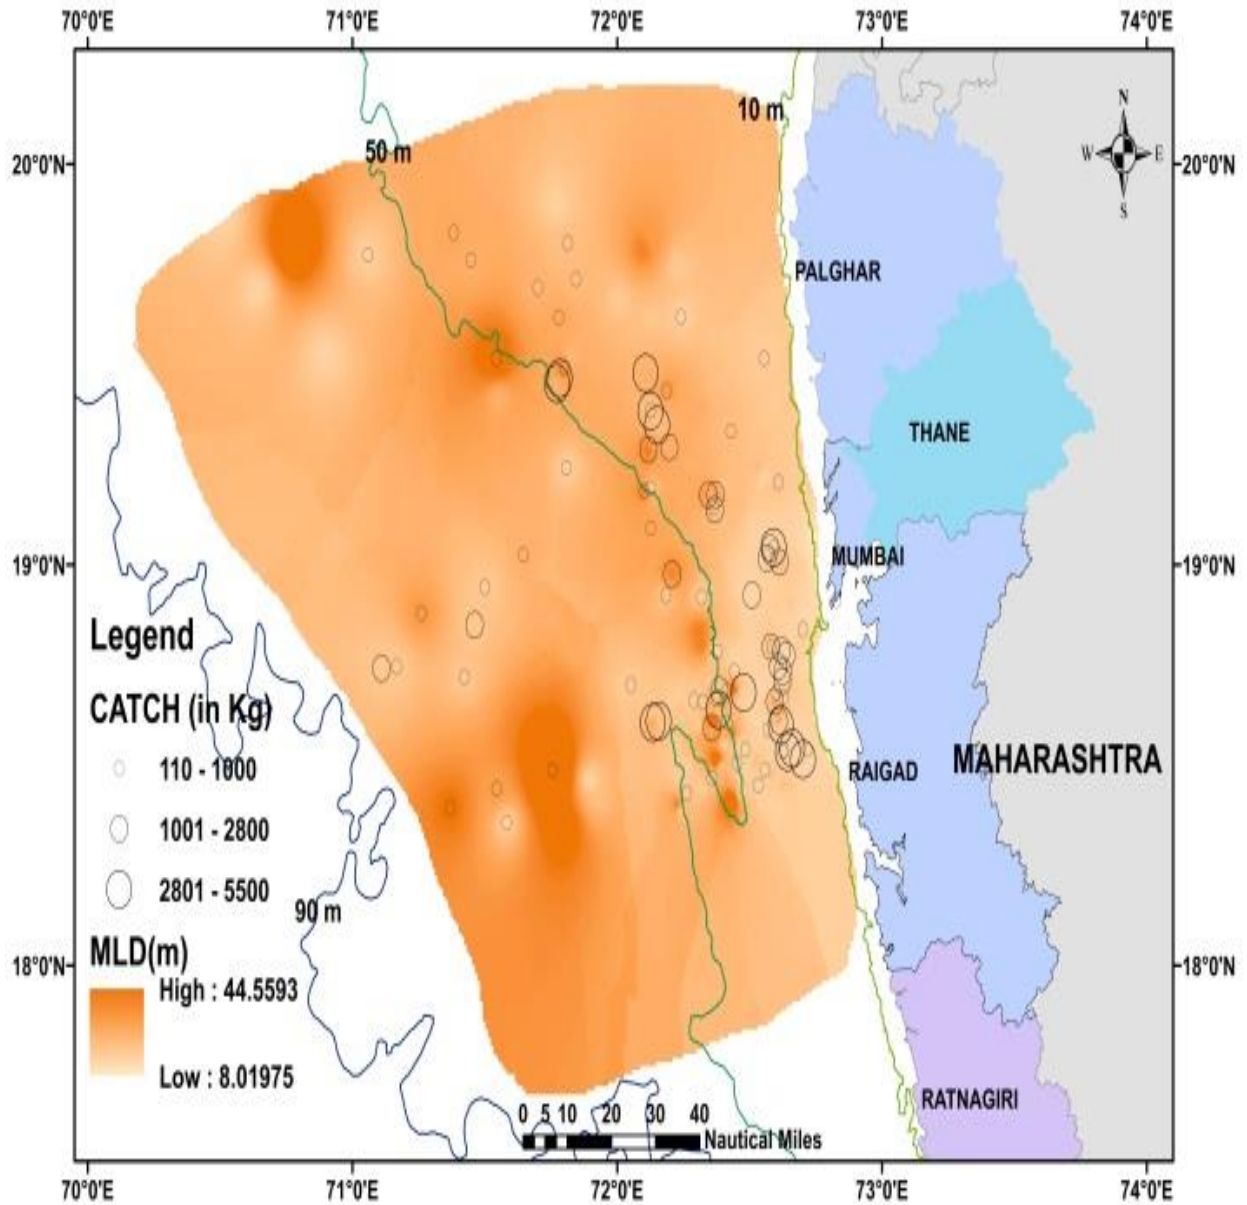 70°0'E 71°0'E 72°0'E 73°0'E 74°0'E
N
W E
S
10 m
50 m
20°0'N 20°0'N
PALGHAR
THANE
19°0'N MUMBAI 19°0'N
Legend
CATCH (in Kg)
110 - 1000
1001 - 2800
2801 - 5500
RAIGAD MAHARASHTRA
90 m
MLD(m)
18°0'N 18°0'N
High : 44.5593
Low : 8.01975
RATNAGIRI
0 5 10 20 30 40
Nautical Miles
70°0'E 71°0'E 72°0'E 73°0'E 74°0'E